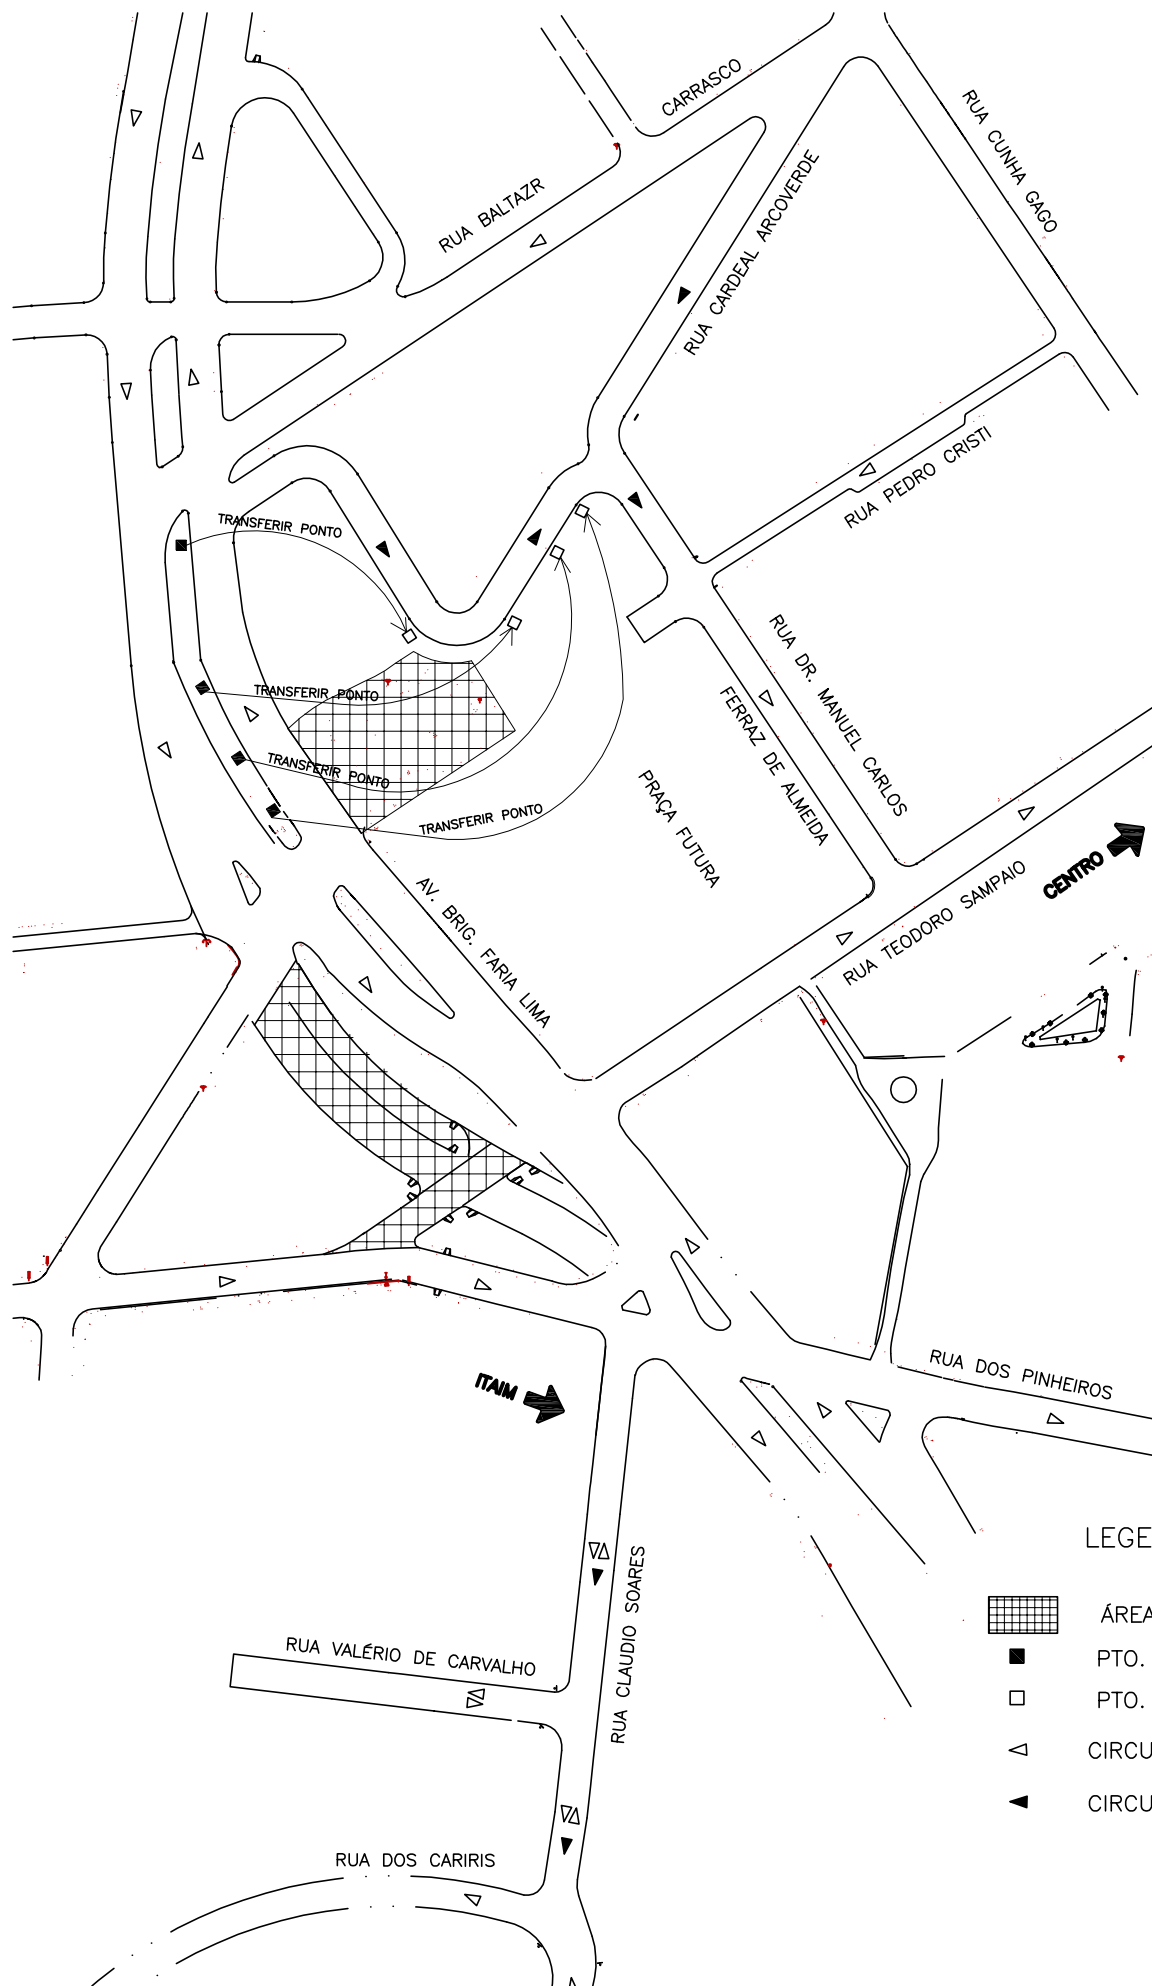 CARRASCO
RUA CUNHA GAGO
RUA BALTAZR
RUA CARDEAL ARCOVERDE
RUA PEDRO CRISTI
TRANSFERIR PONTO
TRANSFERIR PONTO
TRANSFERIR PONTO
TRANSFERIR PONTO
RUA DR. MANUEL CARLOS
FERRAZ DE ALMEIDA
PRAÇA FUTURA
AV. BRIG. FARIA LIMA
CENTRO
RUA TEODORO SAMPAIO
RUA DOS PINHEIROS
ITAIM
RUA CLAUDIO SOARES
RUA VALÉRIO DE CARVALHO
RUA DOS CARIRIS
LEGE
ÁREA
PTO.
PTO.
CIRCU
CIRCU